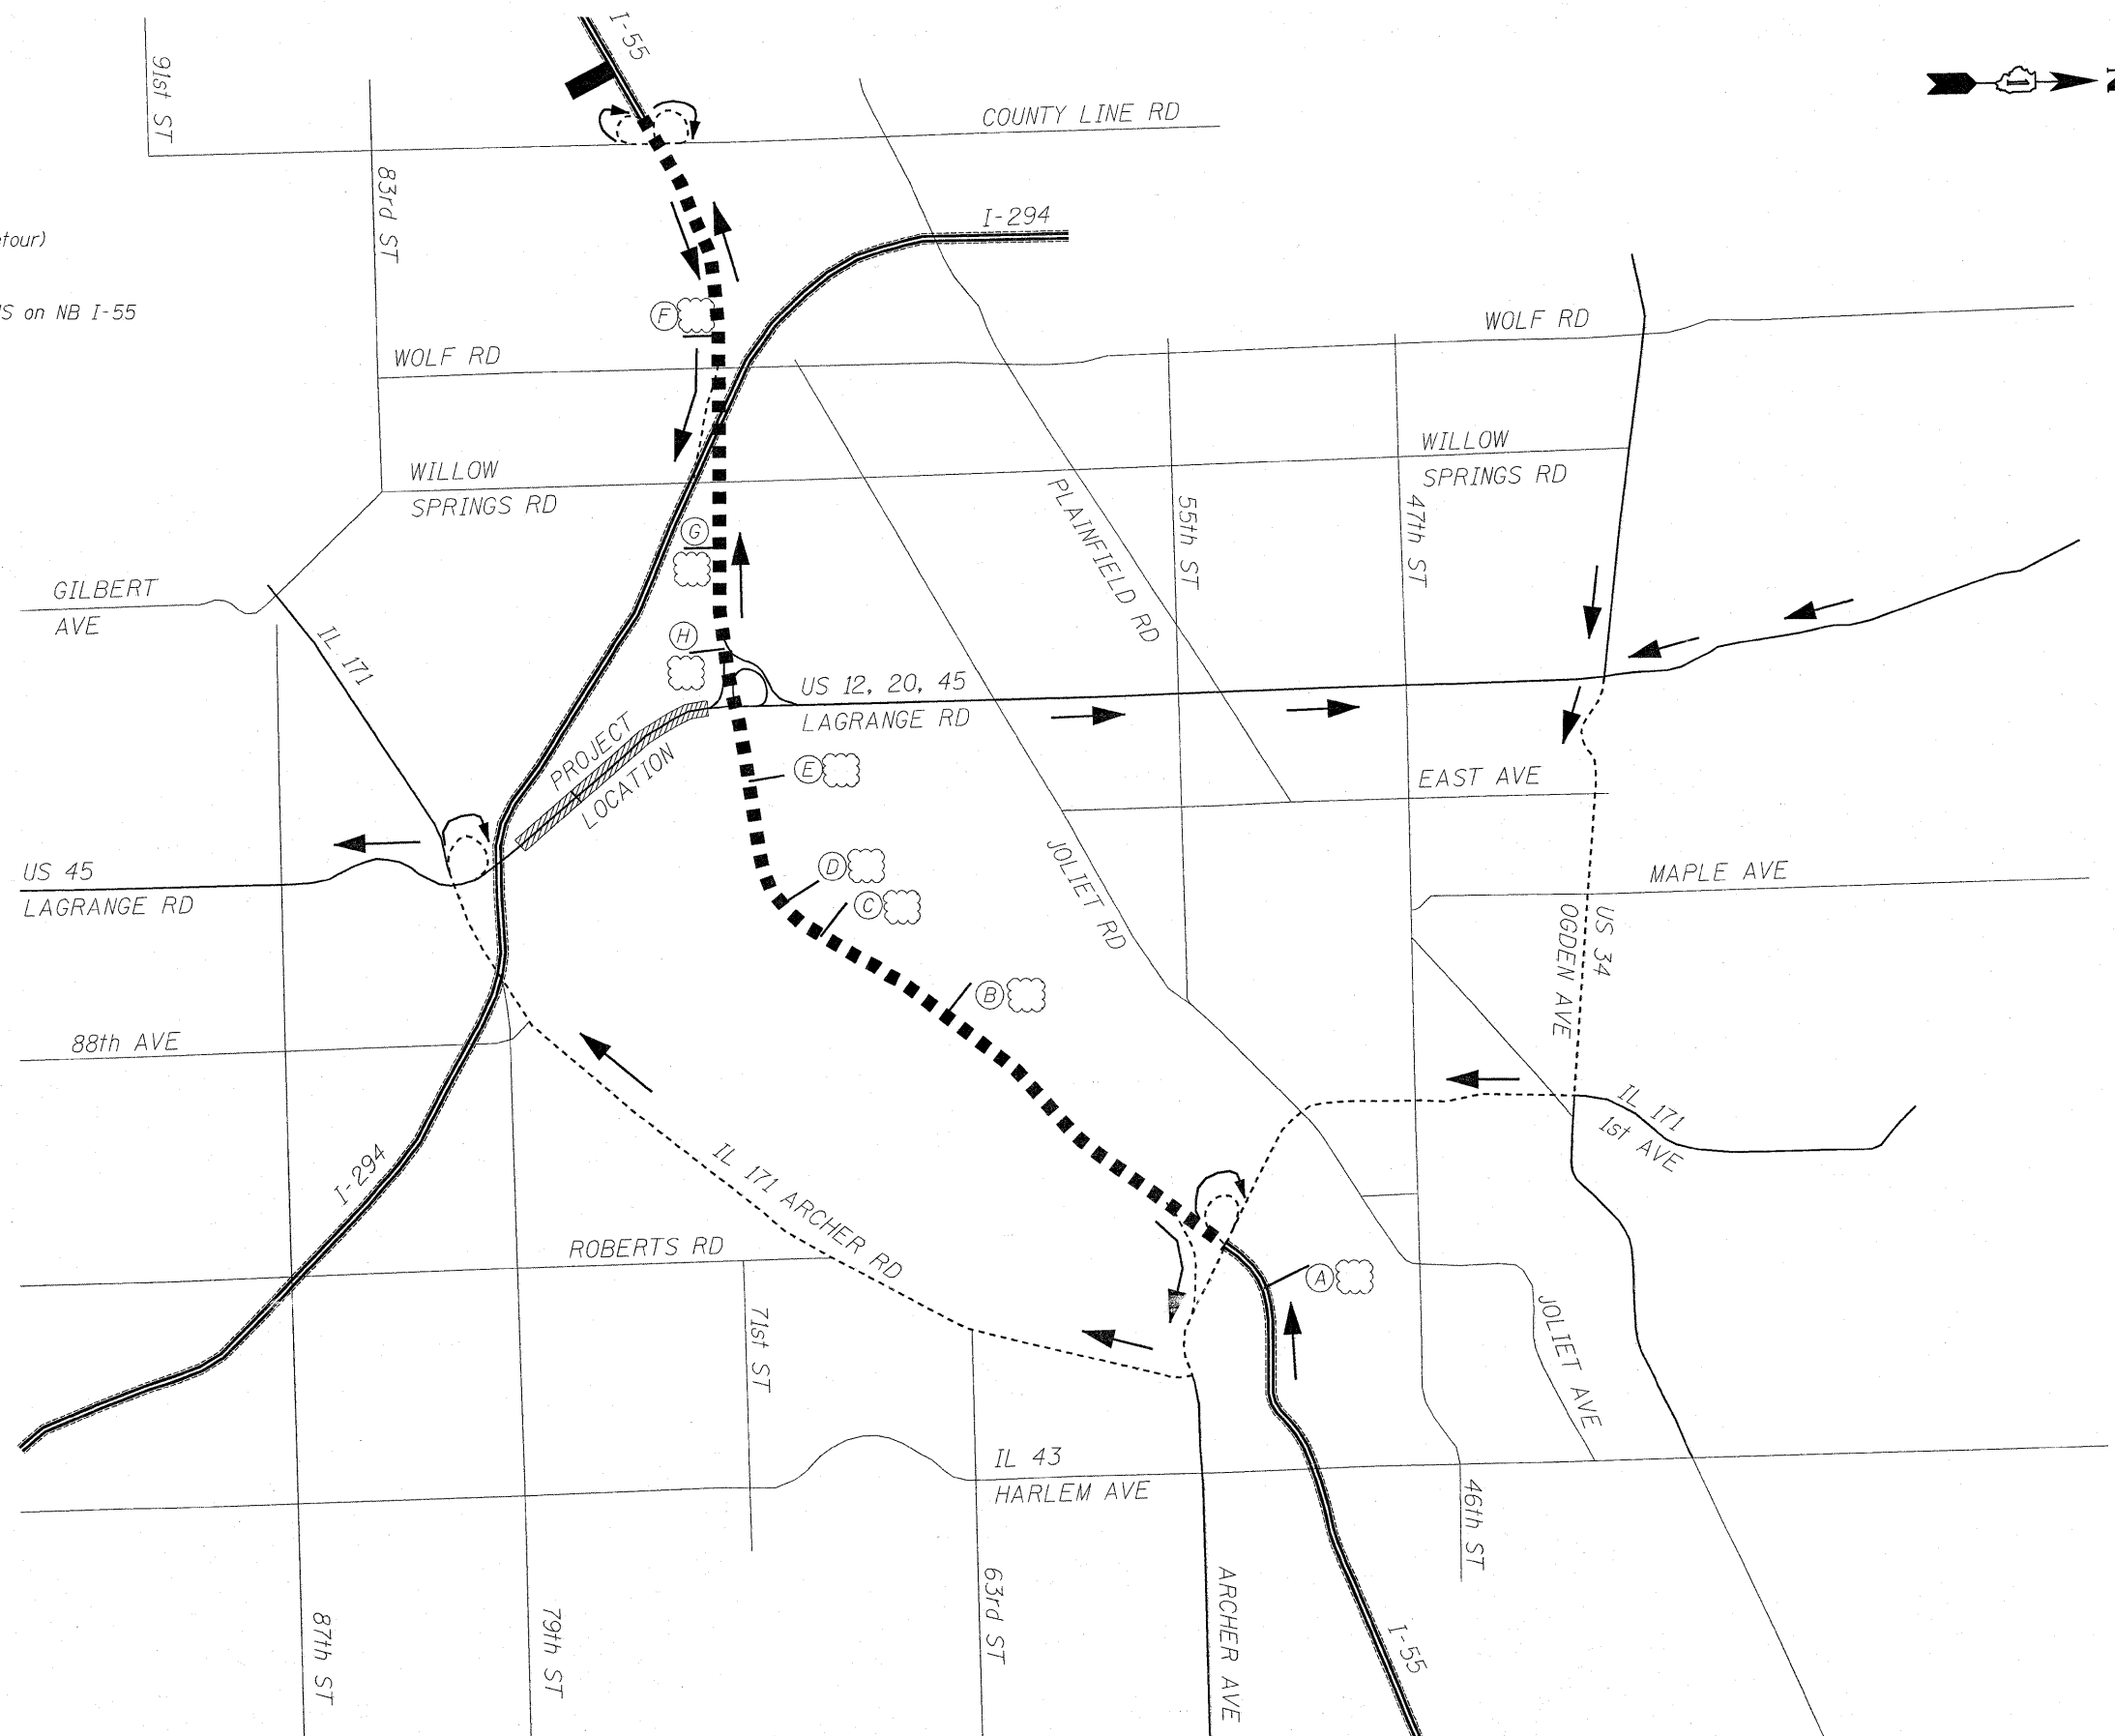 I-55
91st ST
COUNTY LINE RD
N
83rd ST
I-294
etour)
S on NB I-55
F
WOLF RD
WOLF RD
WILLOW
SPRINGS RD
WILLOW
SPRINGS RD
PLAINFIELD RD
55th ST
47th ST
G
GILBERT
AVE
IL 171
H
US 12, 20, 45
LAGRANGE RD
PROJECT
LOCATION
E
EAST AVE
US 45
LAGRANGE RD
D
C
JOLIET RD
MAPLE AVE
US 34
OGDEN AVE
B
88th AVE
IL 171
1st AVE
I-294
IL 171 ARCHER RD
ROBERTS RD
A
71st ST
JOLIET AVE
IL 43
HARLEM AVE
46th ST
87th ST
79th ST
63rd ST
ARCHER AVE
I-55